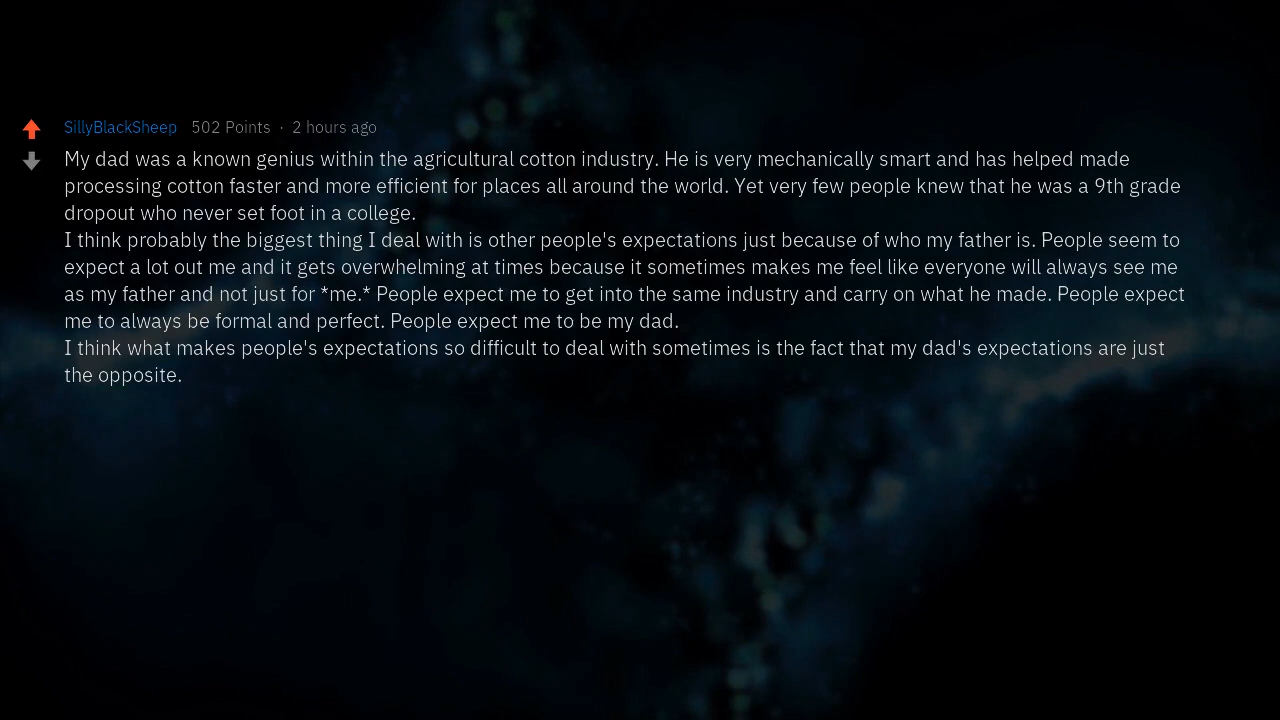 SillyBlackSheep 502 Points · 2 hours ago
My dad was a known genius within the agricultural cotton industry. He is very mechanically smart and has helped made
processing cotton faster and more efficient for places all around the world. Yet very few people knew that he was a 9th grade
dropout who never set foot in a college.
I think probably the biggest thing I deal with is other people's expectations just because of who my father is. People seem to
expect a lot out me and it gets overwhelming at times because it sometimes makes me feel like everyone will always see me
as my father and not just for *me.* People expect me to get into the same industry and carry on what he made. People expect
me to always be formal and perfect. People expect me to be my dad.
I think what makes people's expectations so difficult to deal with sometimes is the fact that my dad's expectations are just
the opposite.